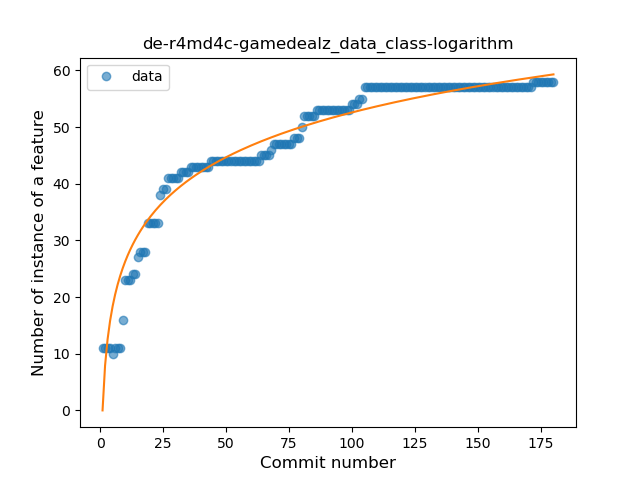 de-r4md4c-gamedealz_data_class-logarithm
data
Number of instance of a feature
60
50
40
30
20
10
0
0 25 50 75 100 125 150 175
Commit number